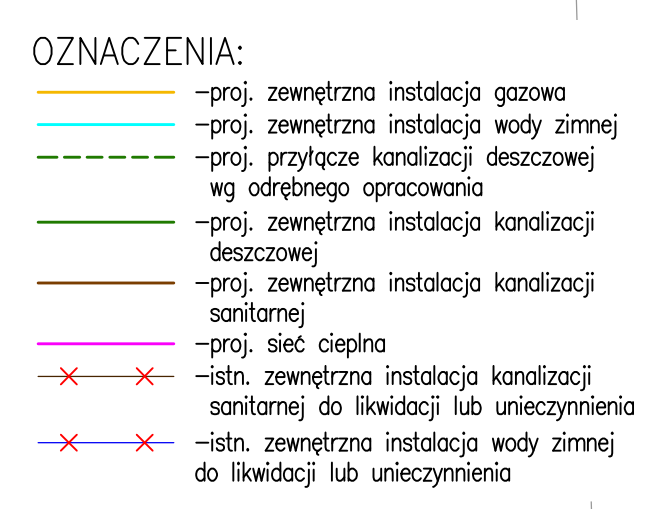 OZNACZENIA:
–proj. zewnętrzna instalacja gazowa
–proj. zewnętrzna instalacja wody zimnej
–proj. przyłącze kanalizacji deszczowej
wg odrębnego opracowania
–proj. zewnętrzna instalacja kanalizacji
deszczowej
–proj. zewnętrzna instalacja kanalizacji
sanitarnej
–proj. sieć cieplna
–istn. zewnętrzna instalacja kanalizacji
sanitarnej do likwidacji lub unieczynnienia
–istn. zewnętrzna instalacja wody zimnej
do likwidacji lub unieczynnienia